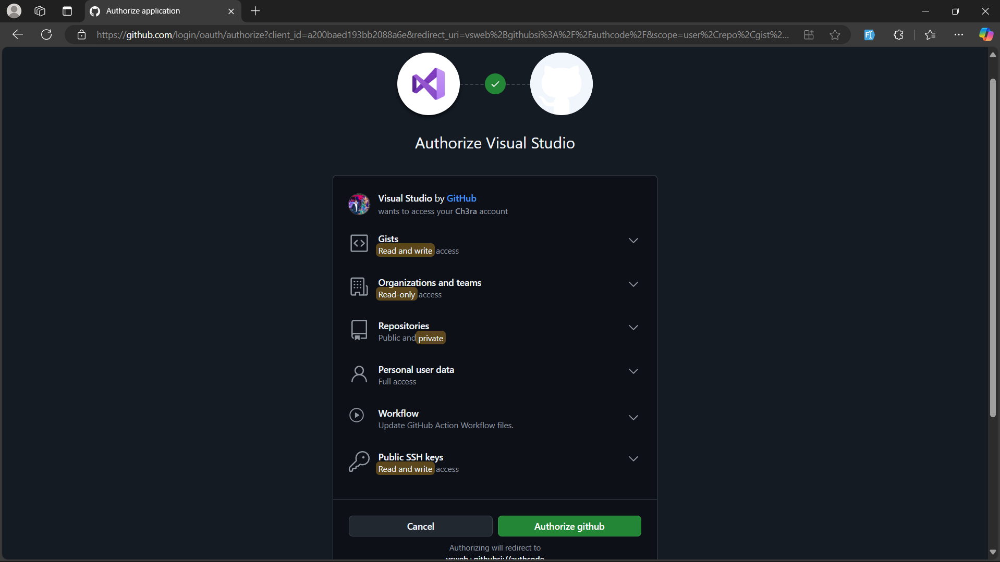 Authorize application
https://github.com/login/oauth/authorize?client_id=a200baed193bb2088a6e&redirect_uri=vsweb%2Bgithubsi%3A%2F%2Fauthcode%2F&scope=user%2Crepo%2Cgist%2...
Authorize Visual Studio
Visual Studio by GitHub
wants to access your Ch3ra account
Gists
Read and write access
Organizations and teams
Read-only access
Repositories
Public and private
Personal user data
Full access
Workflow
Update GitHub Action Workflow files.
Public SSH keys
Read and write access
Cancel
Authorize github
Authorizing will redirect to
vsweb+githubsi://authcode